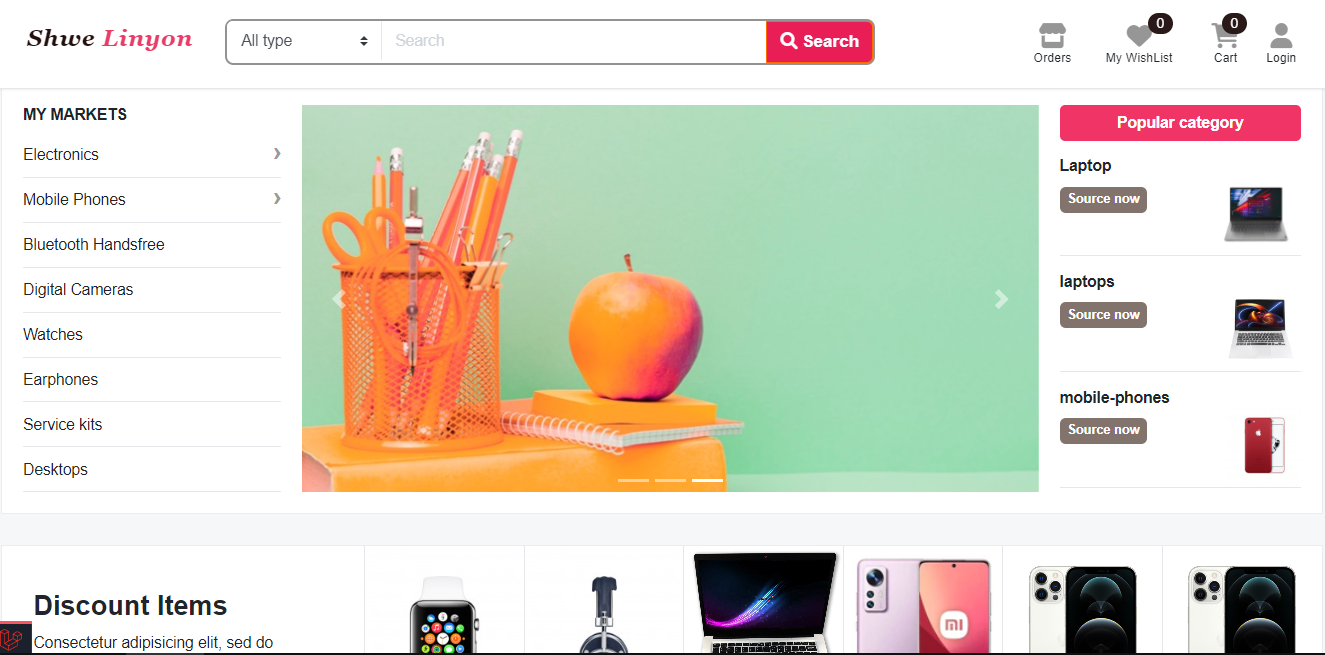 Shwe Linyon
All type
Search
Search
0
0
Orders
My WishList
Cart
Login
MY MARKETS
Electronics
Mobile Phones
Bluetooth Handsfree
Digital Cameras
Watches
Earphones
Service kits
Desktops
Popular category
Laptop
Source now
laptops
Source now
mobile-phones
Source now
Discount Items
Consectetur adipisicing elit, sed do